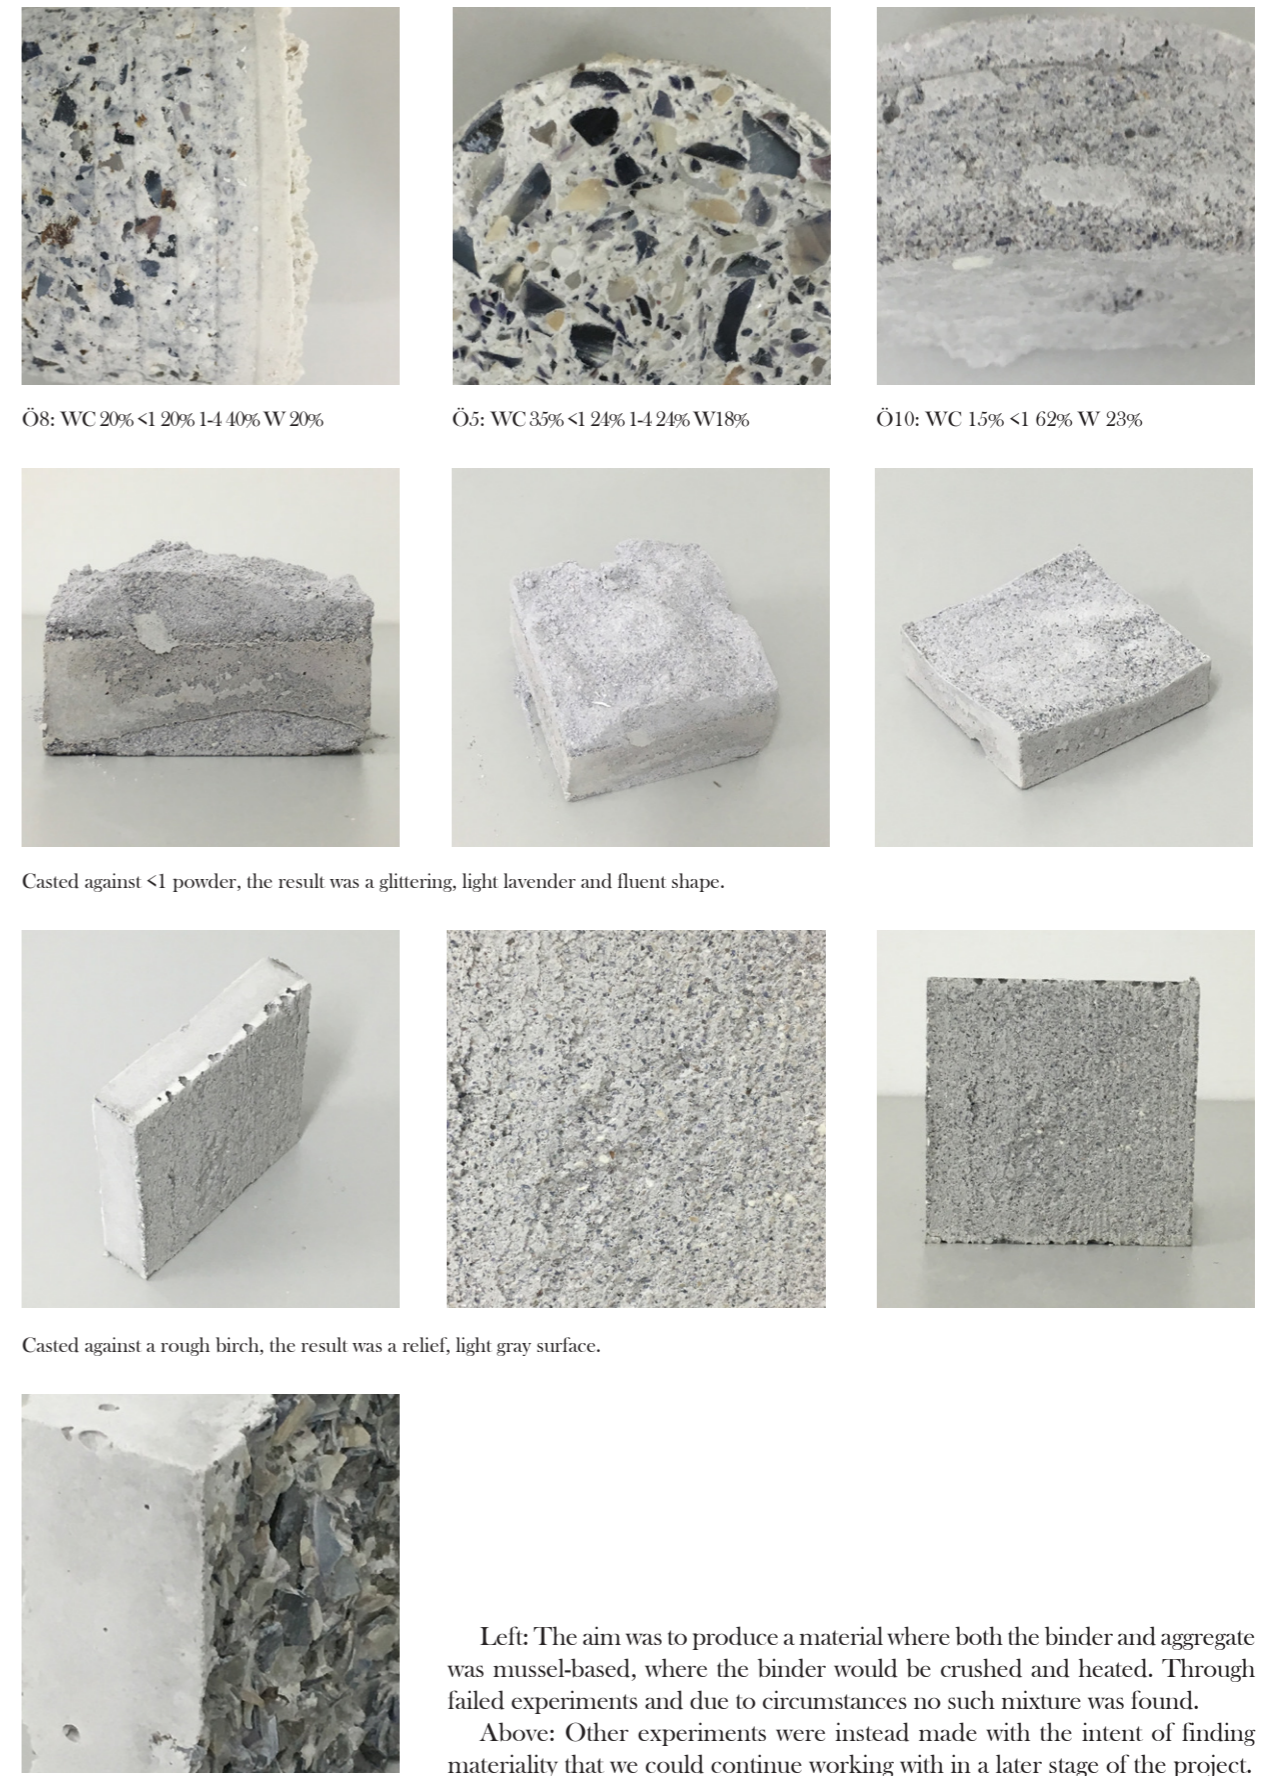 Ö8: WC 20% <1 20% 1-4 40% W 20%
Ö5: WC 35% <1 24% 1-4 24% W18%
Ö10: WC 15% <1 62% W 23%
Casted against <1 powder, the result was a glittering, light lavender and fluent shape.
Casted against a rough birch, the result was a relief, light gray surface.
Left: The aim was to produce a material where both the binder and aggregate
was mussel-based, where the binder would be crushed and heated. Through
failed experiments and due to circumstances no such mixture was found.
Above: Other experiments were instead made with the intent of finding
materiality that we could continue working with in a later stage of the project.